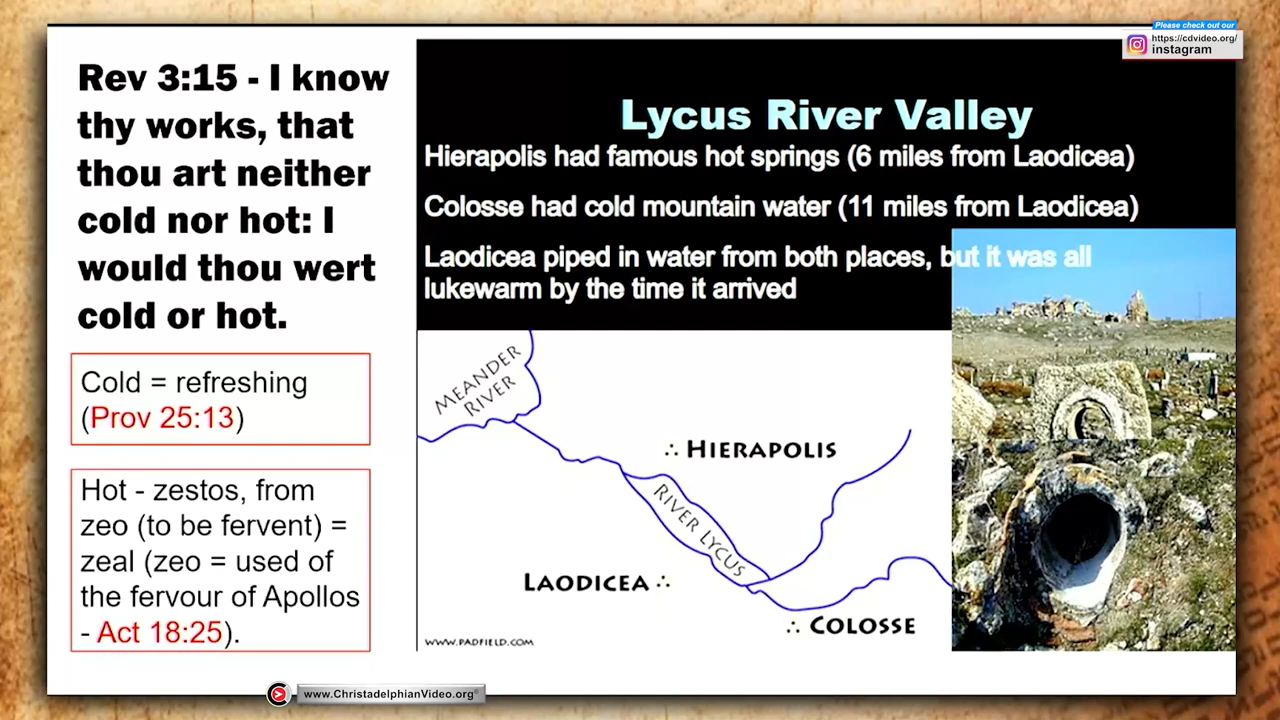 Please check out our
https://cdvideo.org/
instagram
Rev 3:15 - I know
thy works, that
thou art neither
cold nor hot: I
would thou wert
cold or hot.
Cold = refreshing
(Prov 25:13)
Hot - zestos, from
zeo (to be fervent) =
zeal (zeo = used of
the fervour of Apollos
- Act 18:25).
Lycus River Valley
Hierapolis had famous hot springs (6 miles from Laodicea)
Colosse had cold mountain water (11 miles from Laodicea)
Laodicea piped in water from both places, but it was all
lukewarm by the time it arrived
MEANDER
RIVER
HIEROPOLIS
RIVER LYCUS
LAODICEA
COLOSSE
WWW.PADFIELD.COM
www.ChristadelphianVideo.org®